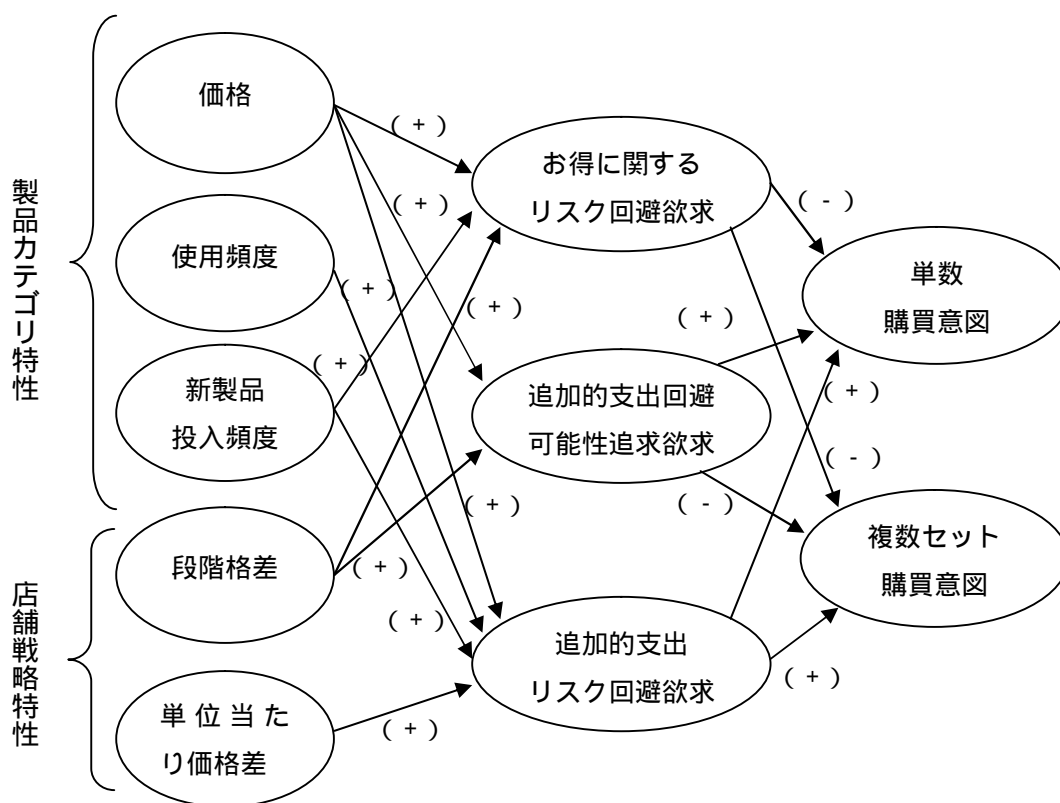 製品カテゴリ特性
価格
使用頻度
新製品
投入頻度
店舗戦略特性
段階格差
単位当た
り価格差
お得に関する
リスク回避欲求
追加的支出回避
可能性追求欲求
追加的支出
リスク回避欲求
単数
購買意図
複数セット
購買意図
( + )
( + )
( + )
( + )
( + )
( + )
( + )
( + )
( + )
( - )
( + )
( + )
( - )
( - )
( + )